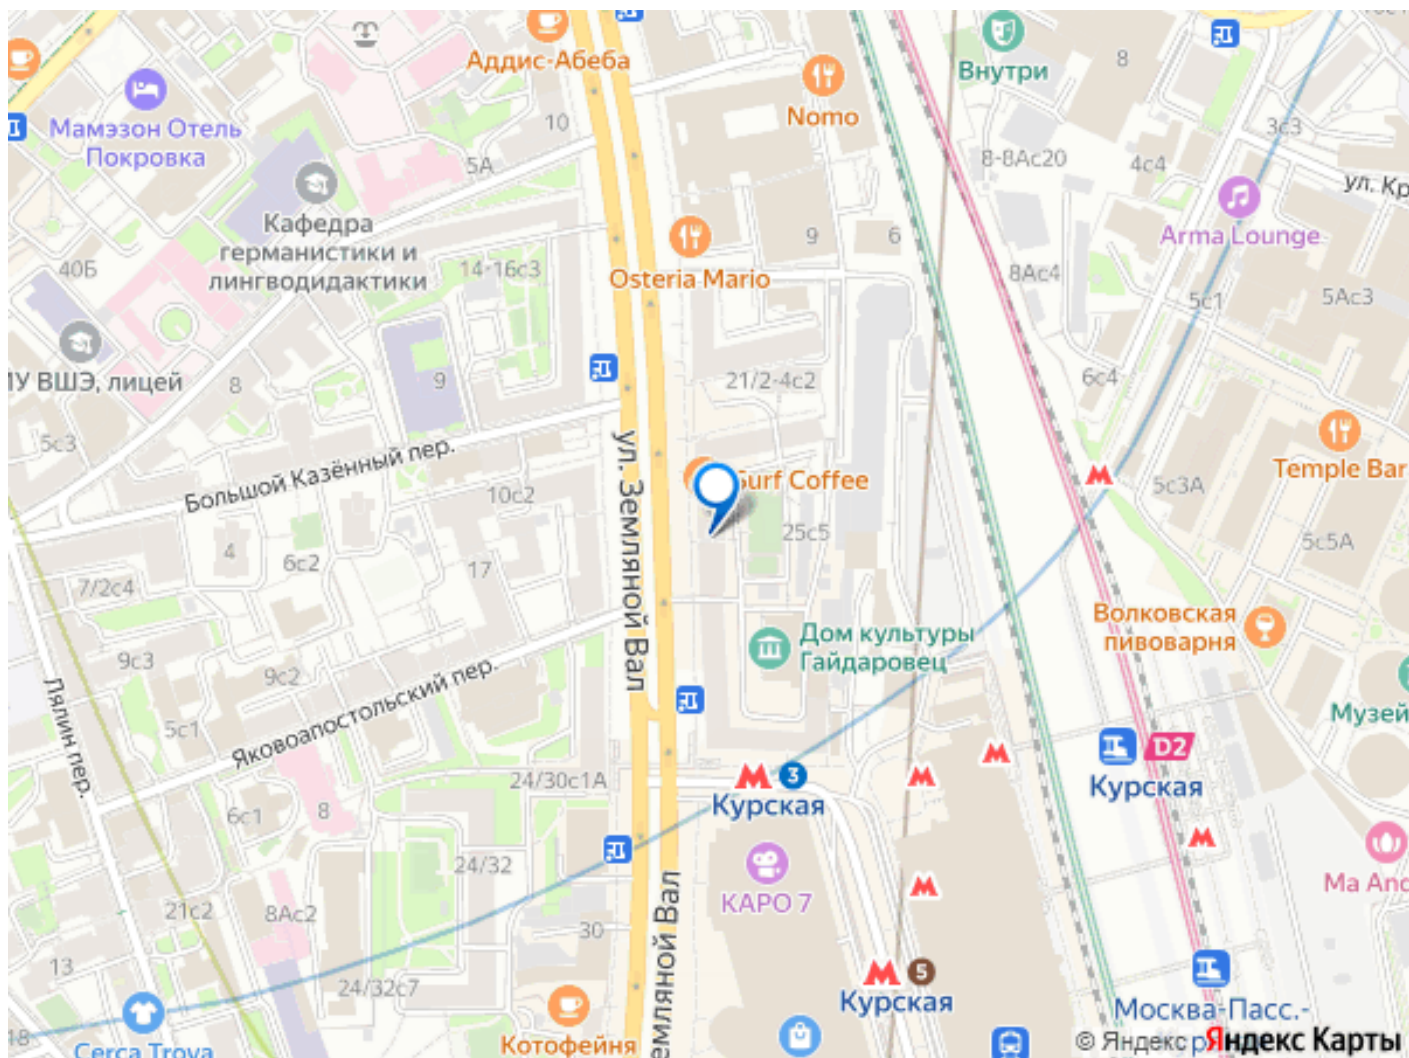 Аддис-Абеба
Внутри
8
Nomo
Мамэзон Отель
Покровка
10
3с3
5А
8-8Ас20
4с4
ул. Кр
Кафедра
германистики и
лингводидактики
40Б
14-16с3
9
6
Arma Lounge
Osteria Mario
8Ас4
5с1
5Ас3
У ВШЭ, лицей
8
9
21/2-4с2
6с4
5с3
Большой Казённый пер.
ул. Земляной Вал
Surf Coffee
Temple Bar
10с2
5с3А
4
6с2
25с5
5с5А
7/2с4
17
Волковская
пивоварня
Дом культуры
Гайдаровец
9с3
9с2
Яковоапостольский пер.
Лялин пер.
5с1
Музей
D2
Курская
24/30с1А
3
Курская
6с1
8
24/32
КАРО 7
Ma And
21с2
8Ас2
30
Земляной Вал
13
24/32с7
5
Курская
Москва-Пасс.-
18
Cerca Trova
Котофейня
© Яндекс
Яндекс Карты